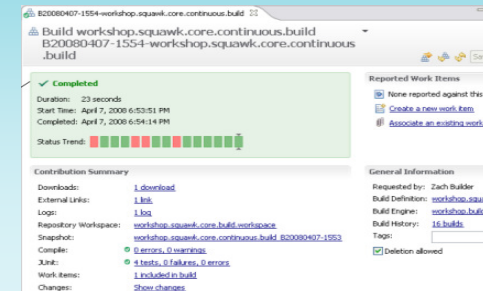 B20080407-1554-workshop.squawk.core.continuous.build
Build workshop.squawk.core.continuous.build
B20080407-1554-workshop.squawk.core.continuous
.build
Completed
Duration: 23 seconds
Start Time: April 7, 2008 6:53:51 PM
Completed: April 7, 2008 6:54:14 PM
Status Trend:
Reported Work Items
None reported against this
Create a new work item
Associate an existing work
Contribution Summary
Downloads: 1 download
External Links: 1 link
Logs: 1 log
Repository Workspace: workshop.squawk.core.build.workspace
Snapshot: workshop.squawk.core.continuous.build_B20080407-1553
Compile: 0 errors, 0 warnings
JUnit: 4 tests, 0 failures, 0 errors
Work items: 1 included in build
Changes: Show changes
General Information
Requested by: Zach Builder
Build Definition: workshop.squa
Build Engine: workshop.build
Build History: 16 builds
Tags:
Deletion allowed